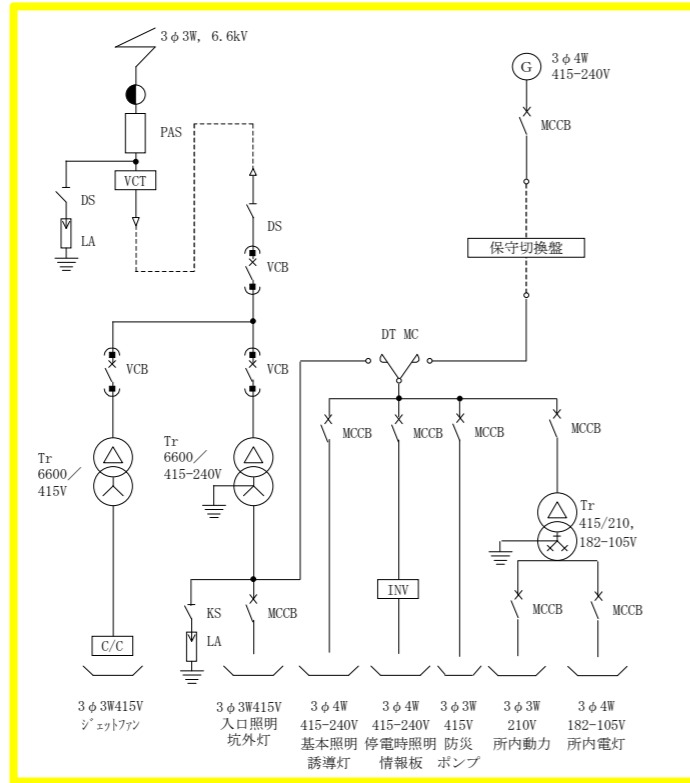 3φ3W, 6.6kV
PAS
VCT
DS
LA
DS
VCB
G
3φ4W
415-240V
MCCB
保守切換盤
DT MC
VCB
VCB
MCCB
MCCB
MCCB
MCCB
Tr
6600／
415V
Tr
6600／
415-240V
Tr
415/210,
182-105V
INV
KS
LA
MCCB
MCCB
MCCB
C/C
3φ3W415V
ジェットファン
3φ3W415V
入口照明
坑外灯
3φ4W
415-240V
基本照明
誘導灯
3φ4W
415-240V
停電時照明
情報板
3φ3W
415V
防災
ポンプ
3φ3W
210V
所内動力
3φ4W
182-105V
所内電灯